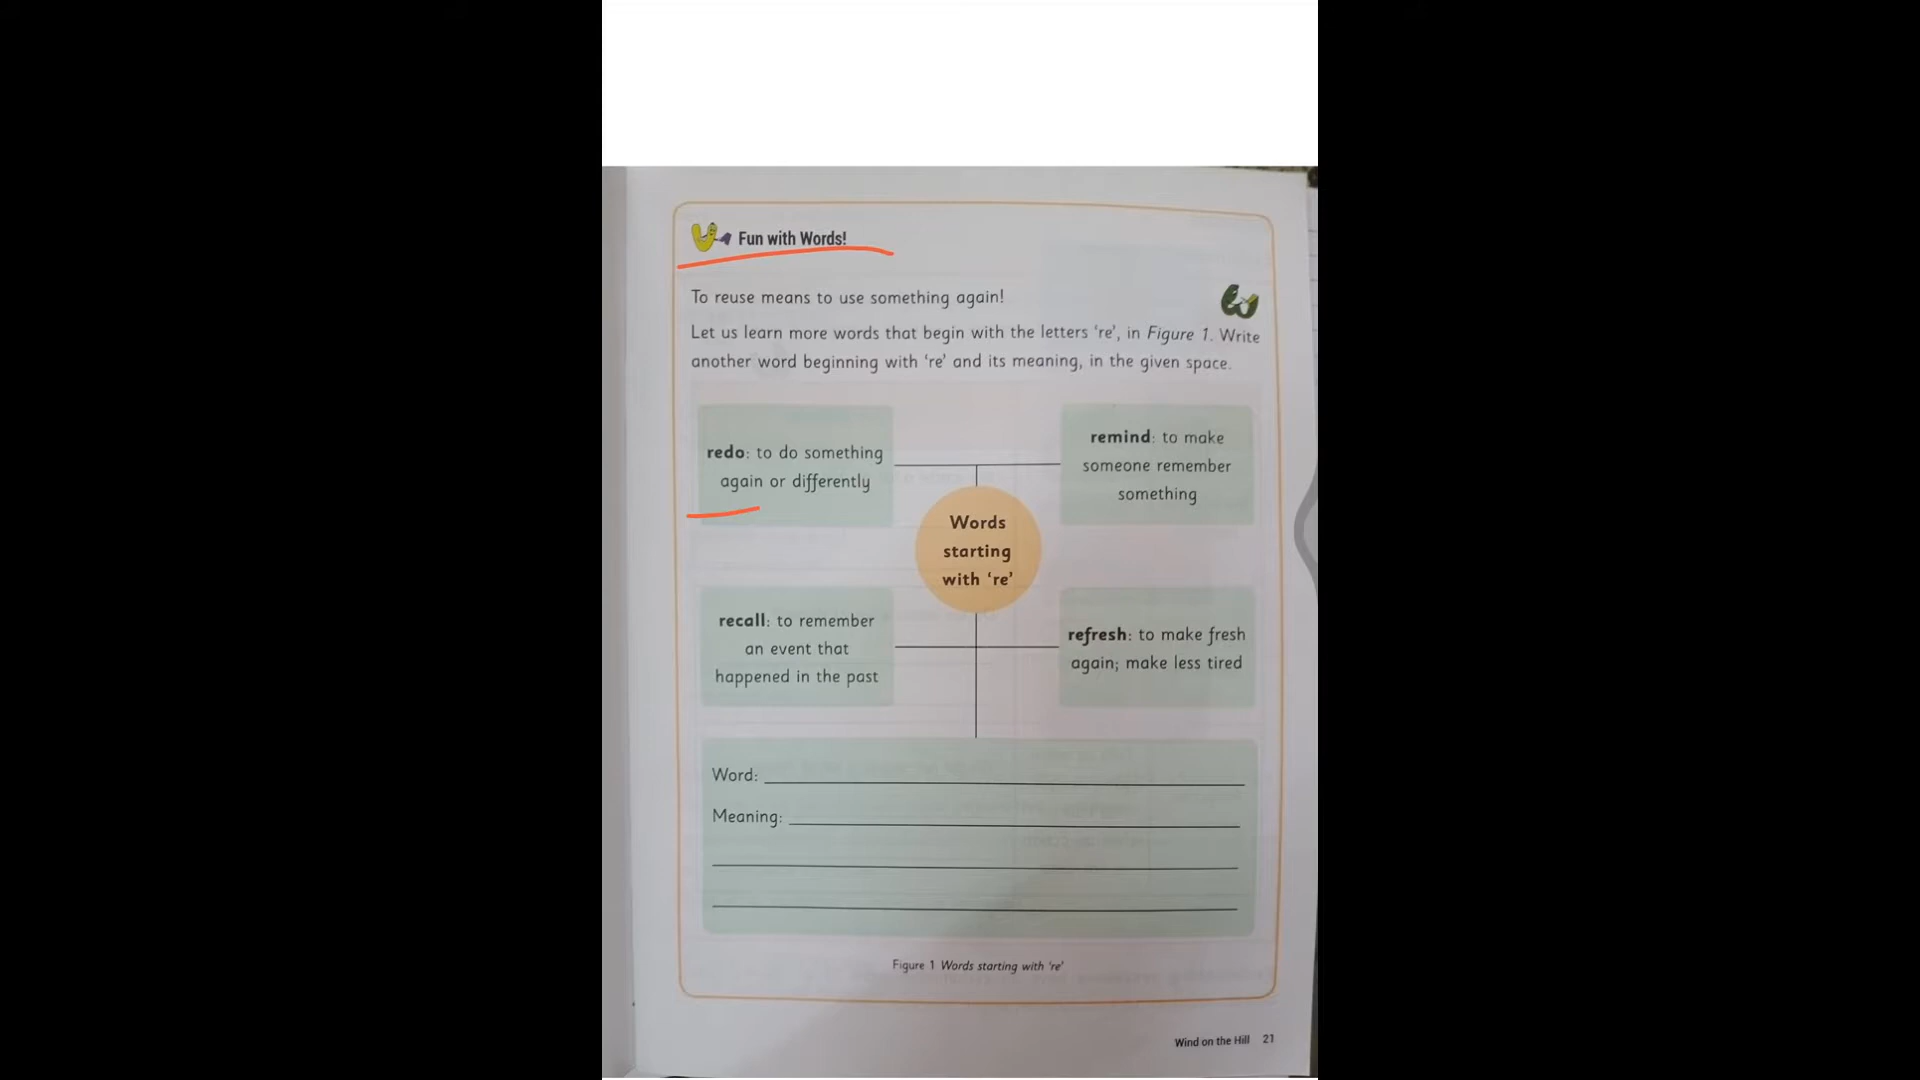 Fun with Words!
To reuse means to use something again!
Let us learn more words that begin with the letters ‘re’, in Figure 1. Write
another word beginning with ‘re’ and its meaning, in the given space.
redo: to do something
again or differently
remind: to make
someone remember
something
Words
starting
with ‘re’
recall: to remember
an event that
happened in the past
refresh: to make fresh
again; make less tired
Word:
Meaning:
Figure 1 Words starting with ‘re’
Wind on the Hill 21